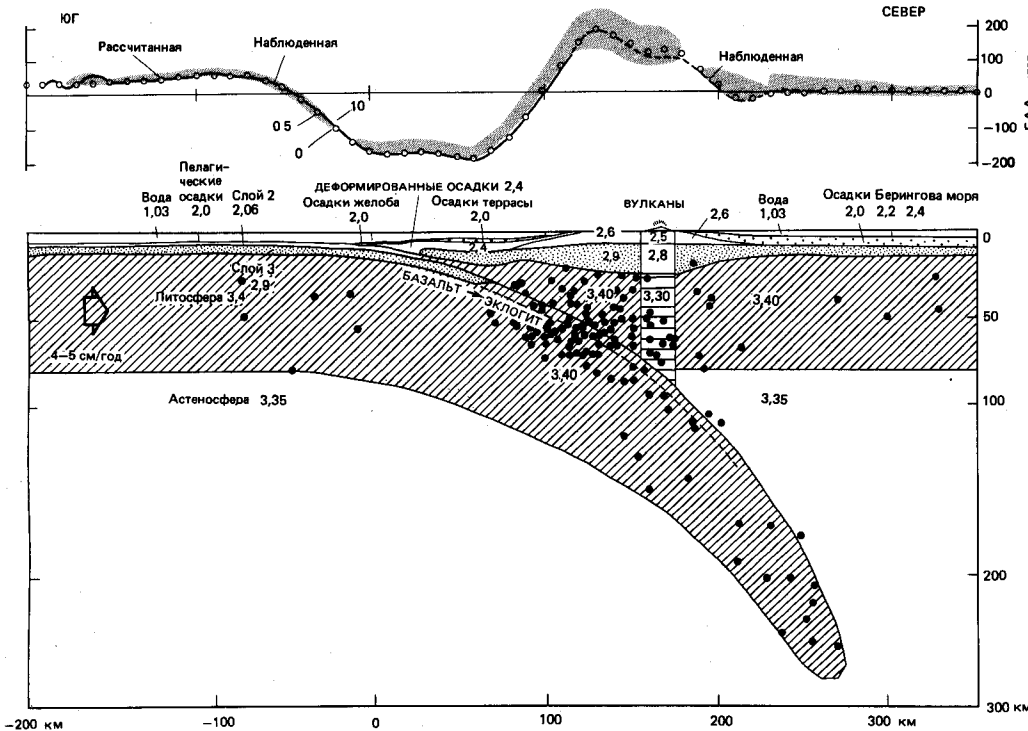 ЮГ
СЕВЕР
Рассчитанная
Наблюденная
Наблюденная
200
100
0
−100
−200
10
0 5
0
Пелаги-
ческие
осадки
2,0
Вода
1,03
Слой 2
2,06
ДЕФОРМИРОВАННЫЕ ОСАДКИ 2,4
Осадки желоба
2,0
Осадки террасы
2,0
ВУЛКАНЫ
2,6
Вода
1,03
Осадки Берингова моря
2,0 2,2 2,4
2,6
2,5
2,4
2,9
2,8
Слой 3
2,9
Литосфера 3,4
БАЗАЛЬТ
ЭКЛОГИТ
3,40
3,30
3,40
3,40
4—5 см/год
Астеносфера 3,35
3,35
0
50
100
200
300 км
−200 км
−100
0
100
200 км
300 км